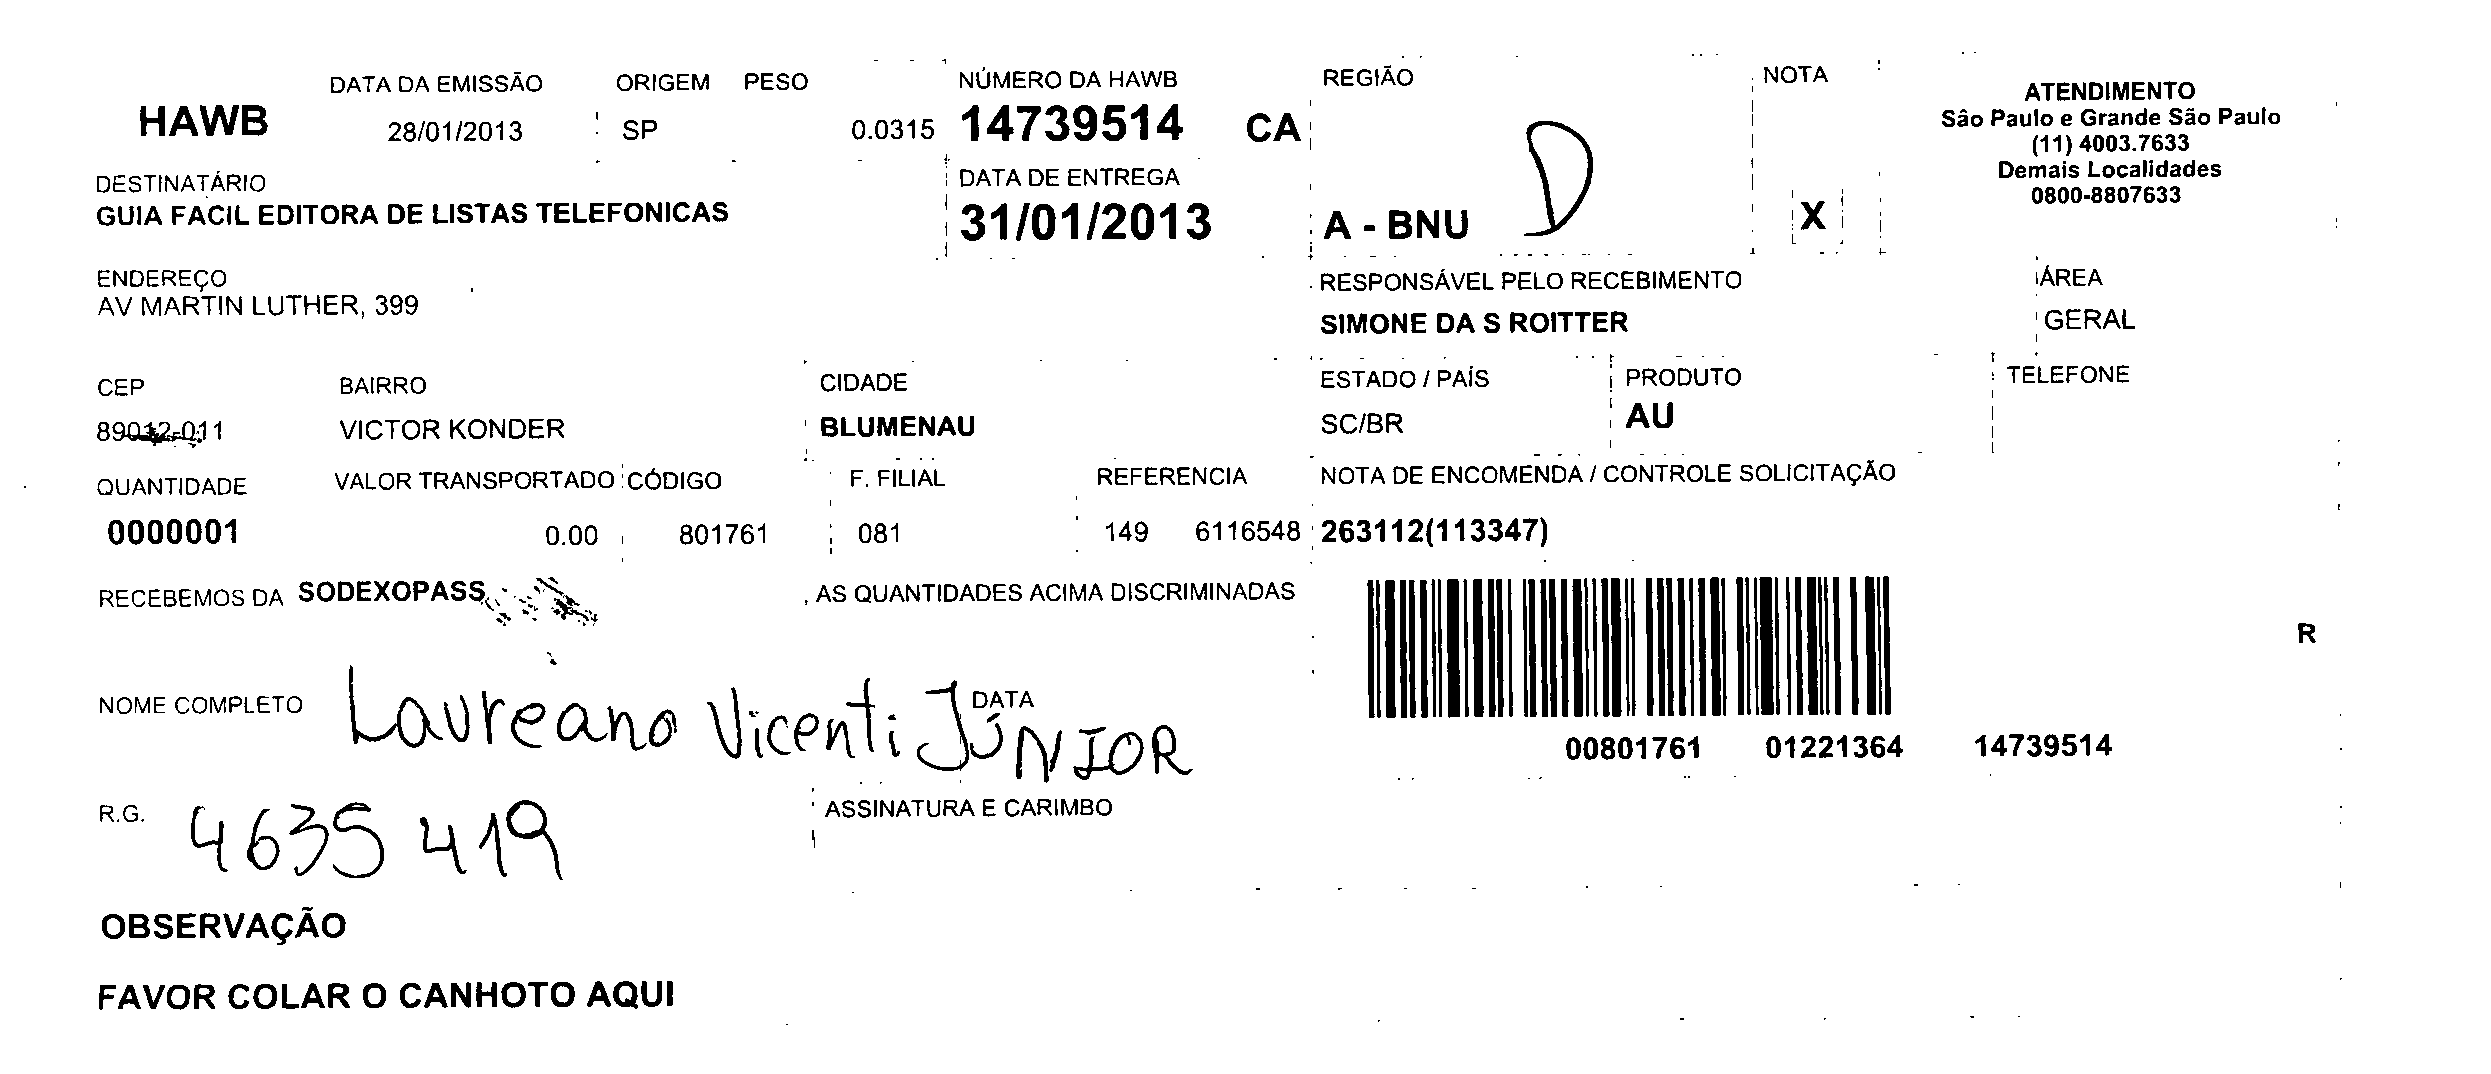 HAWB DATA DA EMISSÃO ORIGEM PESO NÚMERO DA HAWB REGIÃO NOTA
28/01/2013 SP 0.0315 14739514 CA D
ATENDIMENTO
São Paulo e Grande São Paulo
(11) 4003.7633
Demais Localidades
0800-8807633
DESTINATÁRIO DATA DE ENTREGA
GUIA FACIL EDITORA DE LISTAS TELEFONICAS 31/01/2013 A - BNU X
ENDEREÇO RESPONSÁVEL PELO RECEBIMENTO ÁREA
AV MARTIN LUTHER, 399 SIMONE DA S ROITTER GERAL
CEP BAIRRO CIDADE ESTADO / PAÍS PRODUTO TELEFONE
89012-011 VICTOR KONDER BLUMENAU SC/BR AU
QUANTIDADE VALOR TRANSPORTADO CÓDIGO F. FILIAL REFERENCIA NOTA DE ENCOMENDA / CONTROLE SOLICITAÇÃO
0000001 0.00 801761 081 149 6116548 263112(113347)
RECEBEMOS DA SODEXOPASS , AS QUANTIDADES ACIMA DISCRIMINADAS
R
NOME COMPLETO Laureano Vicenti JÚNIOR DATA
00801761 01221364 14739514
R.G. 4635 419 ASSINATURA E CARIMBO
OBSERVAÇÃO
FAVOR COLAR O CANHOTO AQUI